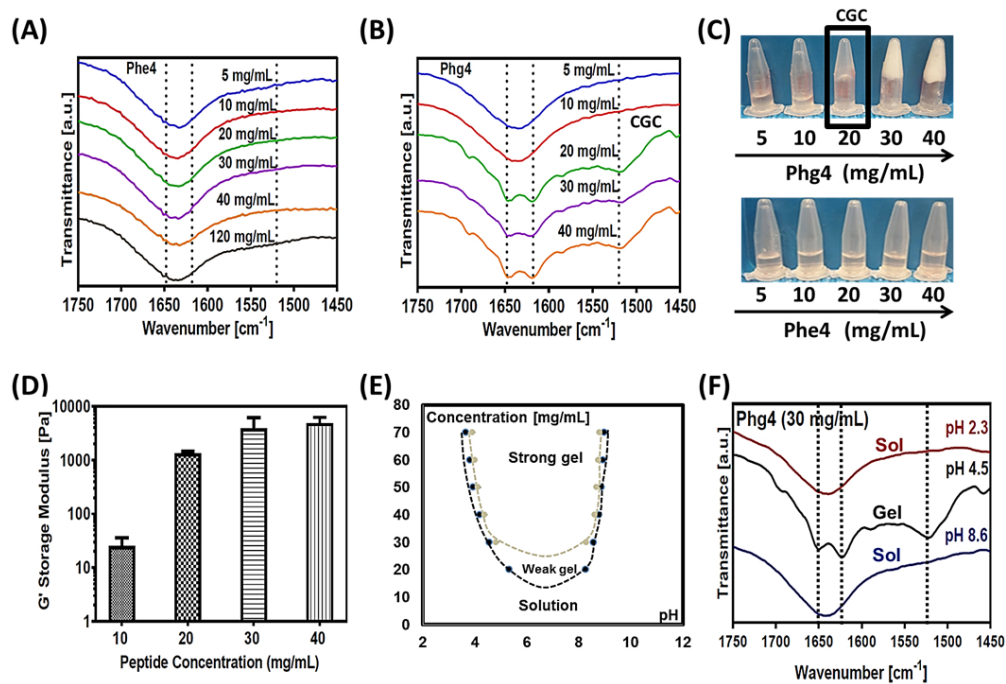 (A)
Phe4
5 mg/mL
10 mg/mL
20 mg/mL
30 mg/mL
40 mg/mL
120 mg/mL
Transmittance [a.u.]
1750 1700 1650 1600 1550 1500 1450
Wavenumber [cm⁻¹]
(B)
Phg4
5 mg/mL
10 mg/mL
CGC
20 mg/mL
30 mg/mL
40 mg/mL
Transmittance [a.u.]
1750 1700 1650 1600 1550 1500 1450
Wavenumber [cm⁻¹]
(C)
CGC
5 10 20 30 40
Phg4 (mg/mL)
5 10 20 30 40
Phe4 (mg/mL)
(D)
G' Storage Modulus [Pa]
10000
1000
100
10
1
10 20 30 40
Peptide Concentration (mg/mL)
(E)
80
70
60
50
40
30
20
10
0
Concentration [mg/mL]
Strong gel
Weak gel
Solution
pH
2 4 6 8 10 12
(F)
Phg4 (30 mg/mL)
pH 2.3
Sol
pH 4.5
Gel
pH 8.6
Sol
Transmittance [a.u.]
1750 1700 1650 1600 1550 1500 1450
Wavenumber [cm⁻¹]